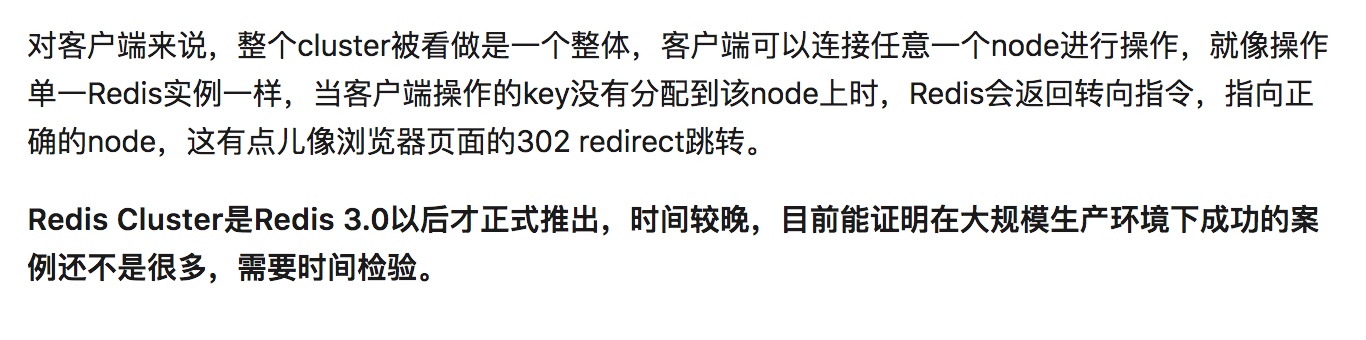 对客户端来说，整个cluster被看做是一个整体，客户端可以连接任意一个node进行操作，就像操作
单一Redis实例一样，当客户端操作的key没有分配到该node上时，Redis会返回转向指令，指向正
确的node，这有点儿像浏览器页面的302 redirect跳转。
Redis Cluster是Redis 3.0以后才正式推出，时间较晚，目前能证明在大规模生产环境下成功的案
例还不是很多，需要时间检验。